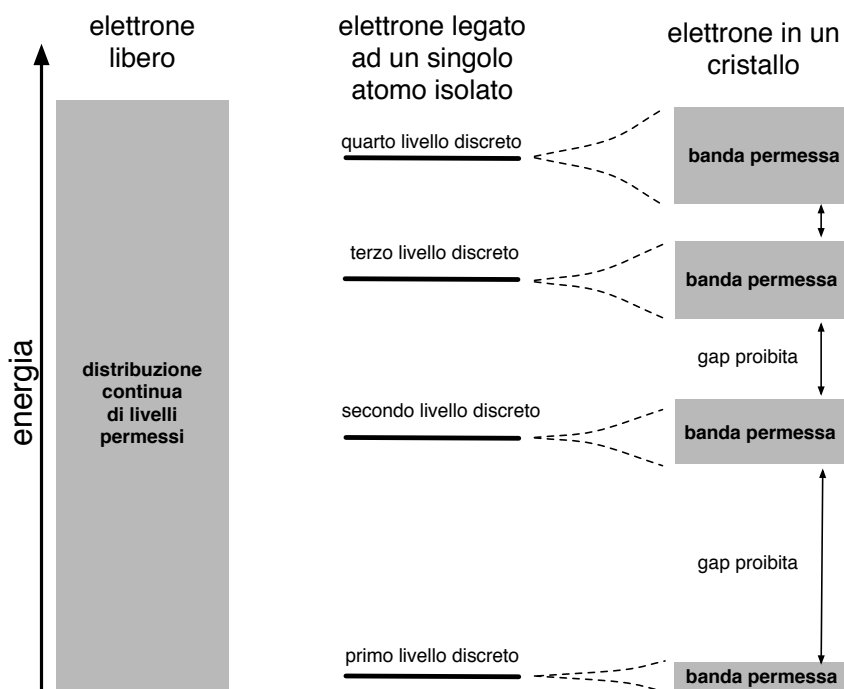 elettrone
libero
elettrone legato
ad un singolo
atomo isolato
elettrone in un
cristallo
energia
distribuzione
continua
di livelli
permessi
quarto livello discreto
banda permessa
terzo livello discreto
banda permessa
gap proibita
secondo livello discreto
banda permessa
gap proibita
primo livello discreto
banda permessa